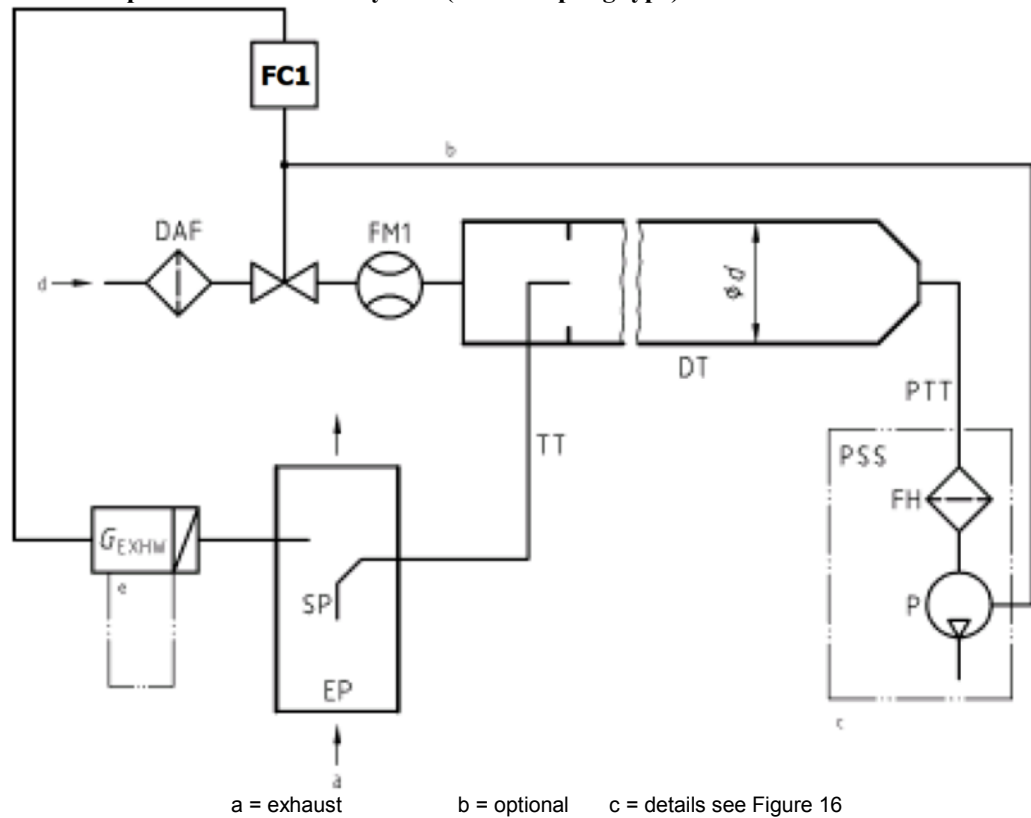 FC1
b
DAF
FM1
d
ϕd
DT
PTT
TT
PSS
FH
G_EXHW
e
SP
P
EP
c
a
a = exhaust b = optional c = details see Figure 16